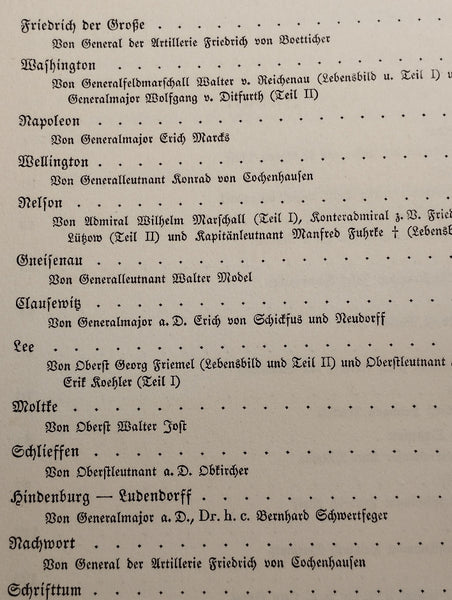 Friedrich der Große . . . . . . . . . . . . . .
Von General der Artillerie Friedrich von Boetticher
Washington . . . . . . . . . . . . . . .
Von Generalfeldmarschall Walter v. Reichenau (Lebensbild u. Teil I) u
Generalmajor Wolfgang v. Ditfurth (Teil II)
Napoleon . . . . . . . . . . . . . . . .
Von Generalmajor Erich Marcks
Wellington . . . . . . . . . . . . . . .
Von Generalleutnant Konrad von Cochenhausen
Nelson . . . . . . . . . . . . . . . . .
Von Admiral Wilhelm Marschall (Teil I), Konteradmiral z. V. Fried
Lützow (Teil II) und Kapitänleutnant Manfred Fuhrke † (Lebensb
Gneisenau . . . . . . . . . . . . . . . .
Von Generalleutnant Walter Model
Clausewitz . . . . . . . . . . . . . . .
Von Generalmajor a. D. Erich von Schickfus und Neudorff
Lee . . . . . . . . . . . . . . . . . .
Von Oberst Georg Friemel (Lebensbild und Teil II) und Oberstleutnant
Erik Koehler (Teil I)
Moltke . . . . . . . . . . . . . . . . .
Von Oberst Walter Jost
Schlieffen . . . . . . . . . . . . . . .
Von Oberstleutnant a. D. Obkircher
Hindenburg — Ludendorff . . . . . . . . . .
Von Generalmajor a. D., Dr. h. c. Bernhard Schwertfeger
Nachwort . . . . . . . . . . . . . . . .
Von General der Artillerie Friedrich von Cochenhausen
Schrifttum . . . . . . . . . . . . . . .